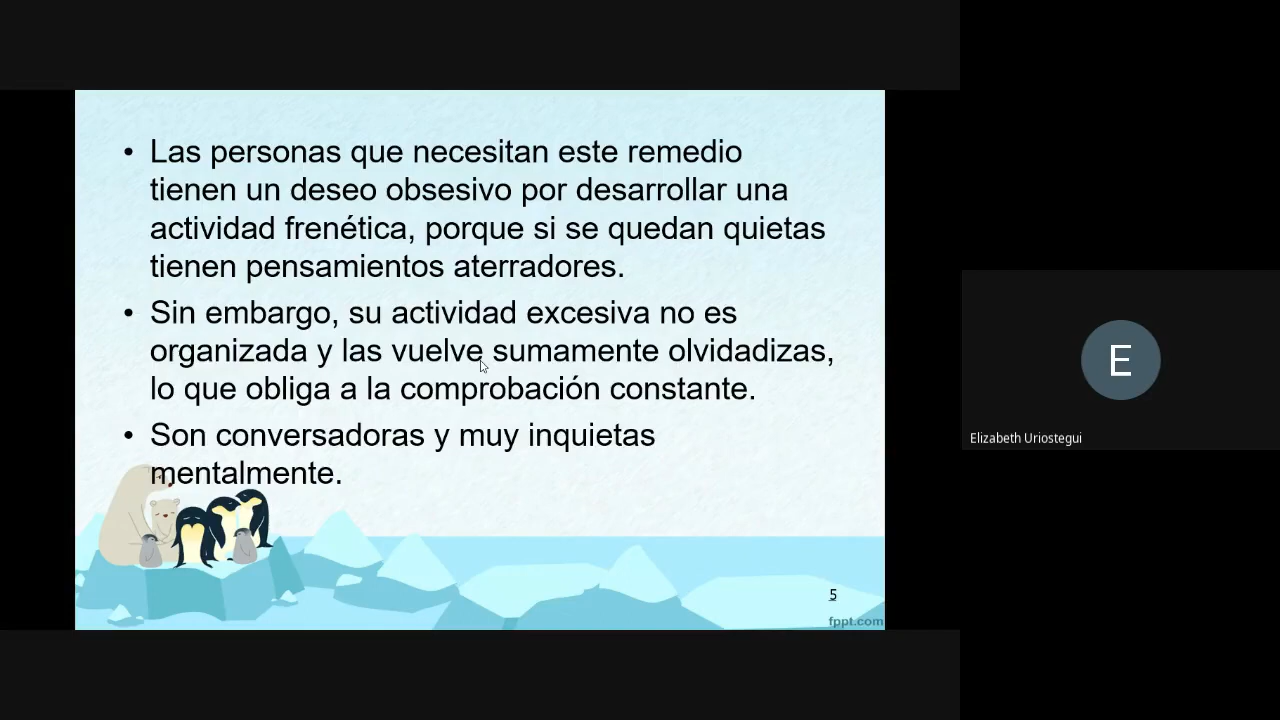 • Las personas que necesitan este remedio
tienen un deseo obsesivo por desarrollar una
actividad frenética, porque si se quedan quietas
tienen pensamientos aterradores.
• Sin embargo, su actividad excesiva no es
organizada y las vuelve sumamente olvidadizas,
lo que obliga a la comprobación constante.
• Son conversadoras y muy inquietas
mentalmente.
5
fppt.com
E
Elizabeth Uriostegui